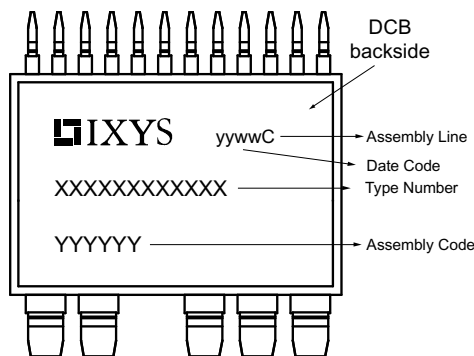 DCB
backside
IXYS
yywwC
Assembly Line
Date Code
XXXXXXXXXXXX
Type Number
YYYYYY
Assembly Code